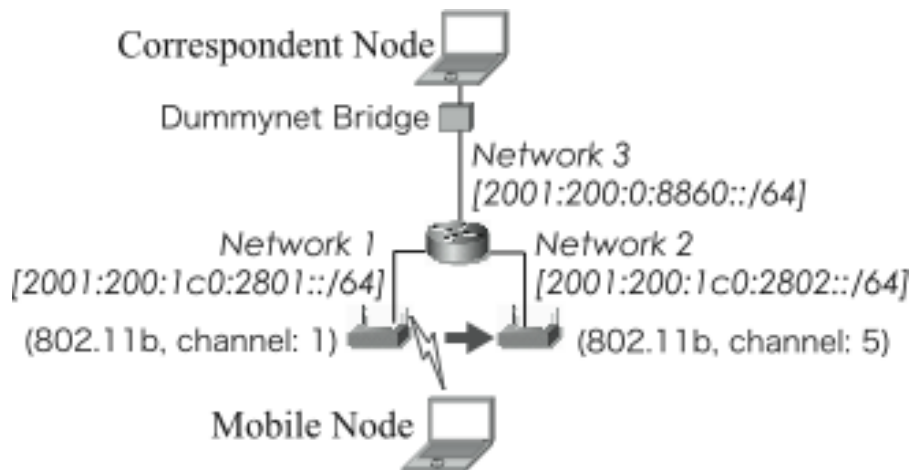 Correspondent Node
Dummynet Bridge
Network 3
[2001:200:0:8860::/64]
Network 1
[2001:200:1c0:2801::/64]
Network 2
[2001:200:1c0:2802::/64]
(802.11b, channel: 1)
(802.11b, channel: 5)
Mobile Node